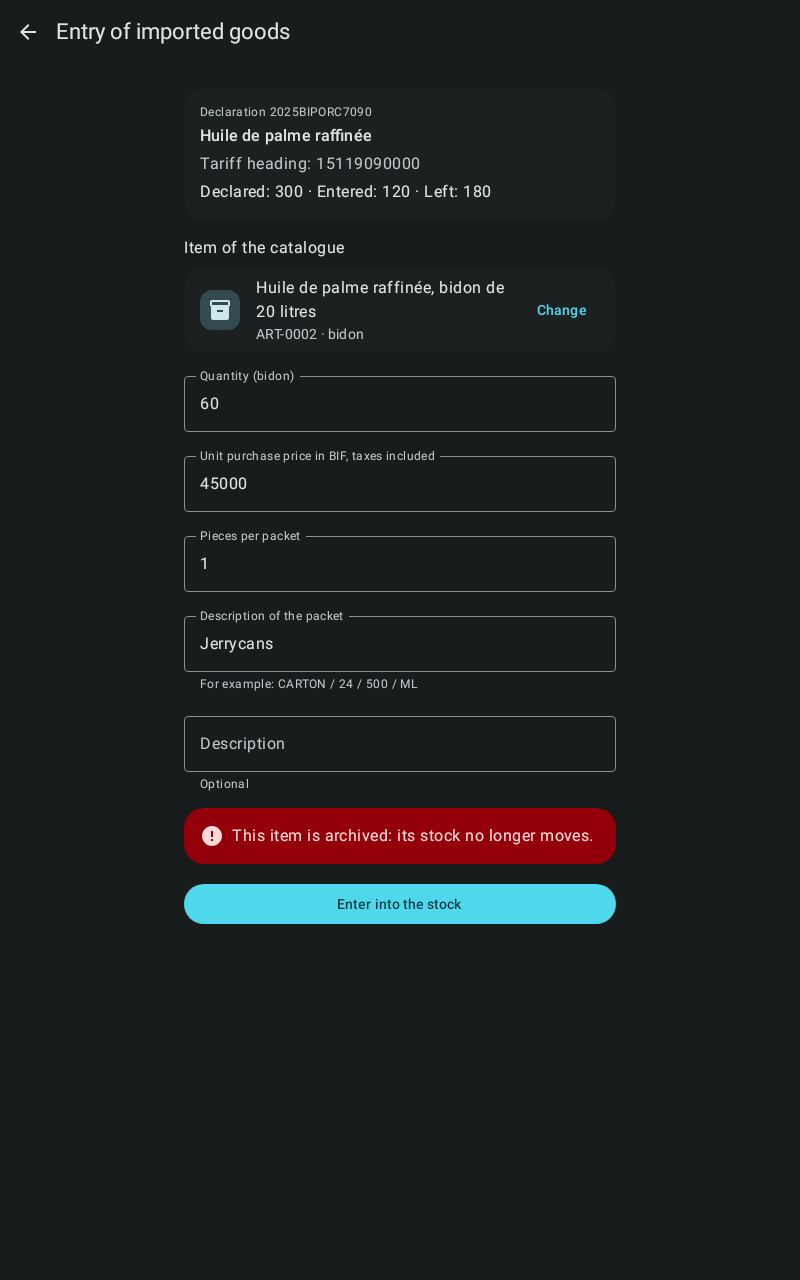 Entry of imported goods
Declaration 2025BIPORC7090
Huile de palme raffinée
Tariff heading: 15119090000
Declared: 300 · Entered: 120 · Left: 180
Item of the catalogue
Huile de palme raffinée, bidon de
20 litres
ART-0002 · bidon
Change
Quantity (bidon)
60
Unit purchase price in BIF, taxes included
45000
Pieces per packet
1
Description of the packet
Jerrycans
For example: CARTON / 24 / 500 / ML
Description
Optional
This item is archived: its stock no longer moves.
Enter into the stock